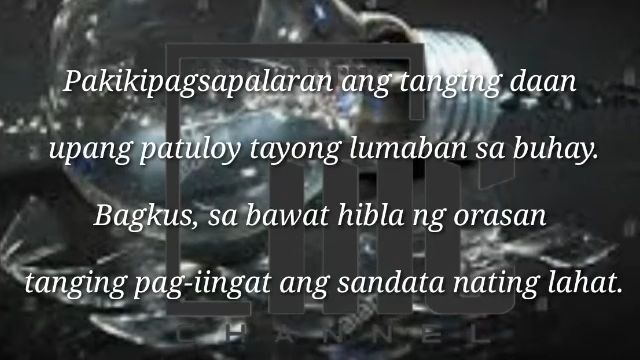 Pakikipagsapalaran ang tanging daan
upang patuloy tayong lumaban sa buhay.
Bagkus, sa bawat hibla ng orasan
tanging pag-iingat ang sandata nating lahat.
CHANNEL